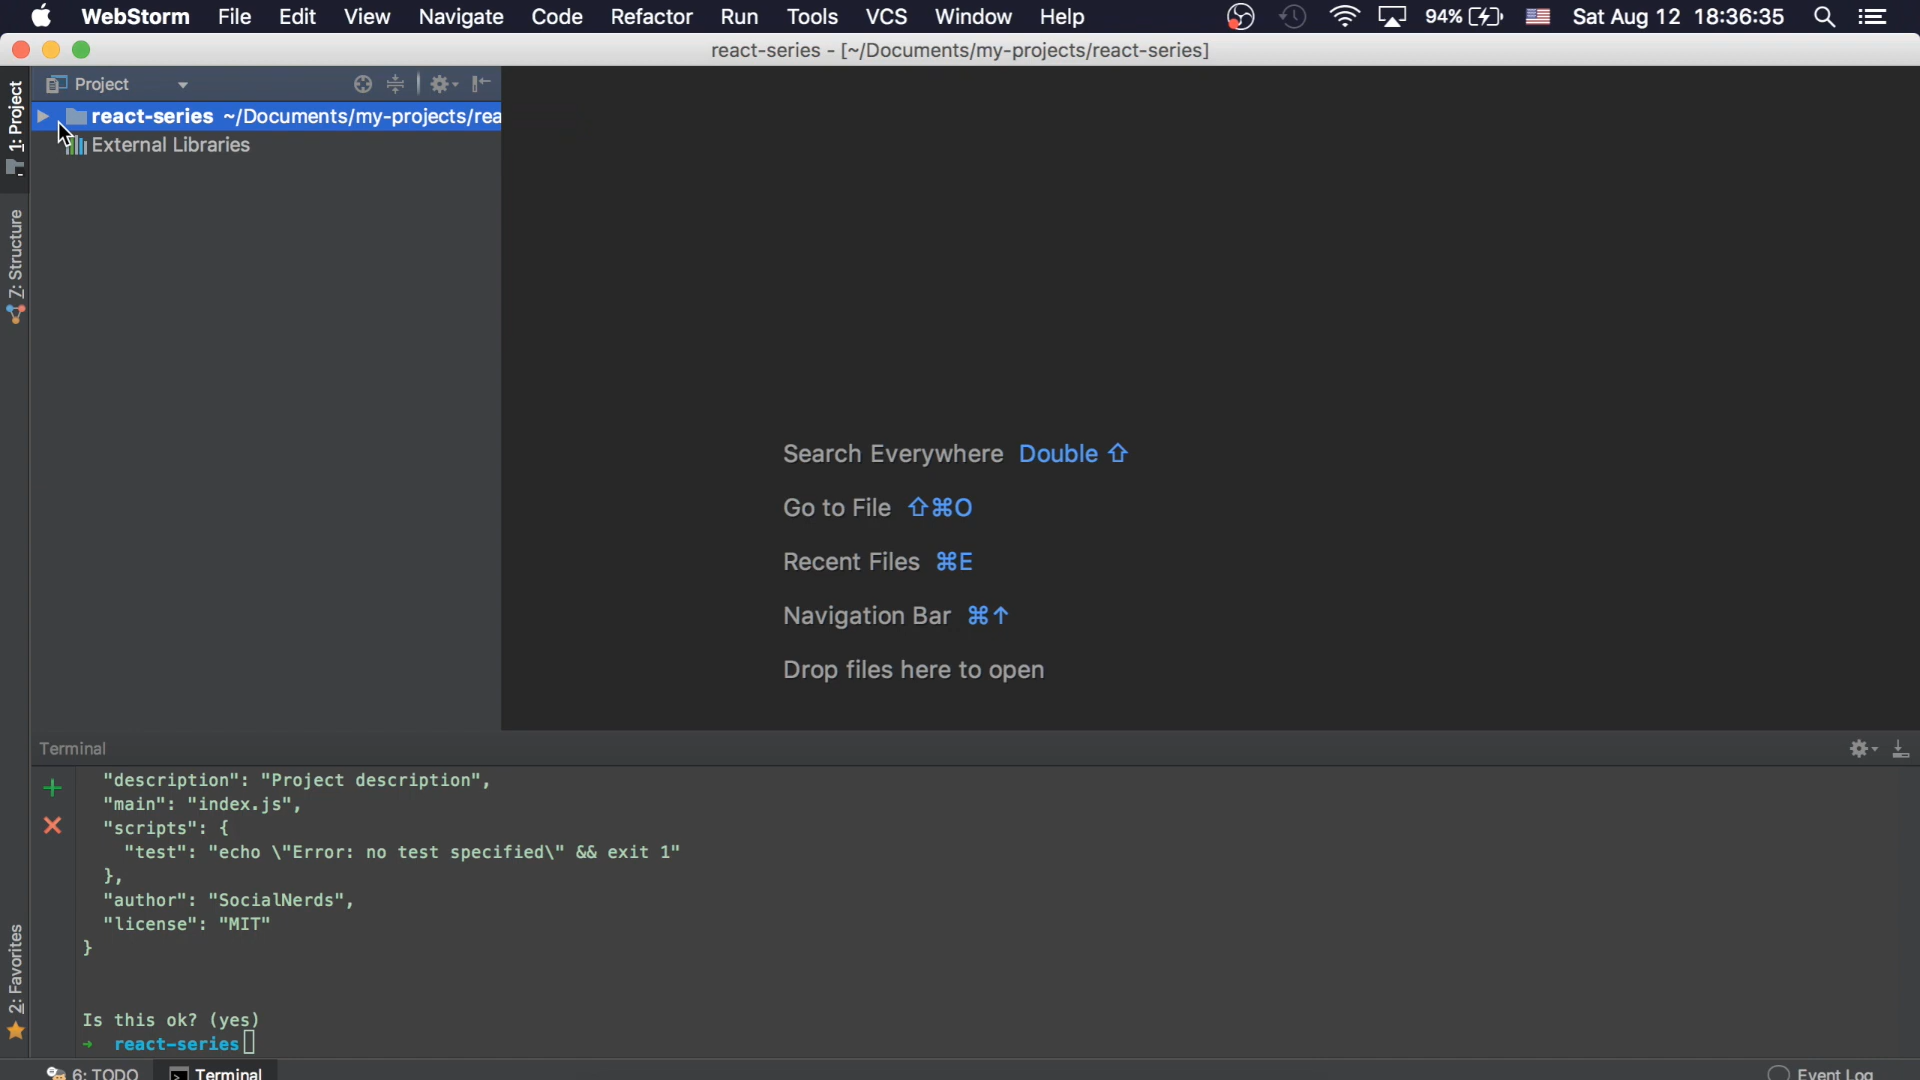 WebStorm File Edit View Navigate Code Refactor Run Tools VCS Window Help 94% Sat Aug 12 18:36:35
react-series - [~/Documents/my-projects/react-series]
Project
1: Project
react-series ~/Documents/my-projects/rea
External Libraries
Z: Structure
Search Everywhere Double ⇧
Go to File ⇧⌘O
Recent Files ⌘E
Navigation Bar ⌘↑
Drop files here to open
Terminal
"description": "Project description",
"main": "index.js",
"scripts": {
"test": "echo \"Error: no test specified\" && exit 1"
},
"author": "SocialNerds",
"license": "MIT"
}
2: Favorites
Is this ok? (yes)
→ react-series
6: TODO Terminal Event Log